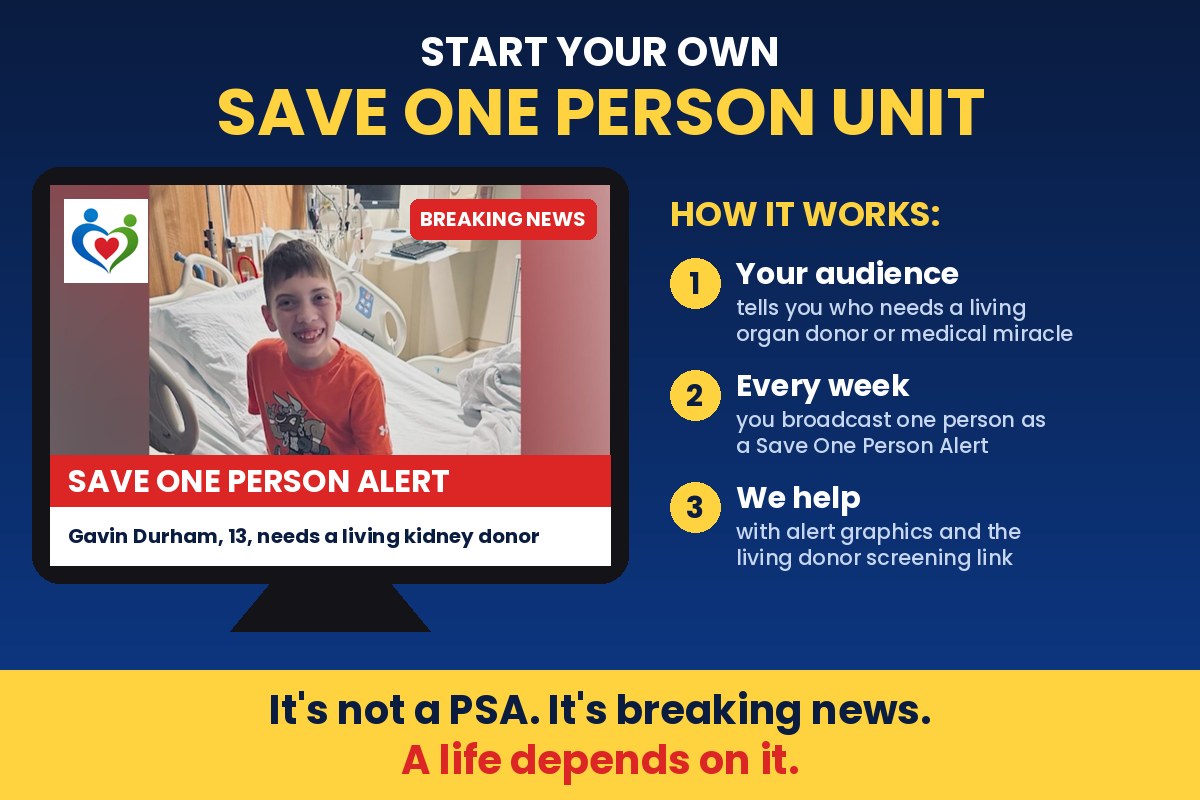 START YOUR OWN
SAVE ONE PERSON UNIT
BREAKING NEWS
SAVE ONE PERSON ALERT
Gavin Durham, 13, needs a living kidney donor
HOW IT WORKS:
1
Your audience
tells you who needs a living
organ donor or medical miracle
2
Every week
you broadcast one person as
a Save One Person Alert
3
We help
with alert graphics and the
living donor screening link
It's not a PSA. It's breaking news.
A life depends on it.